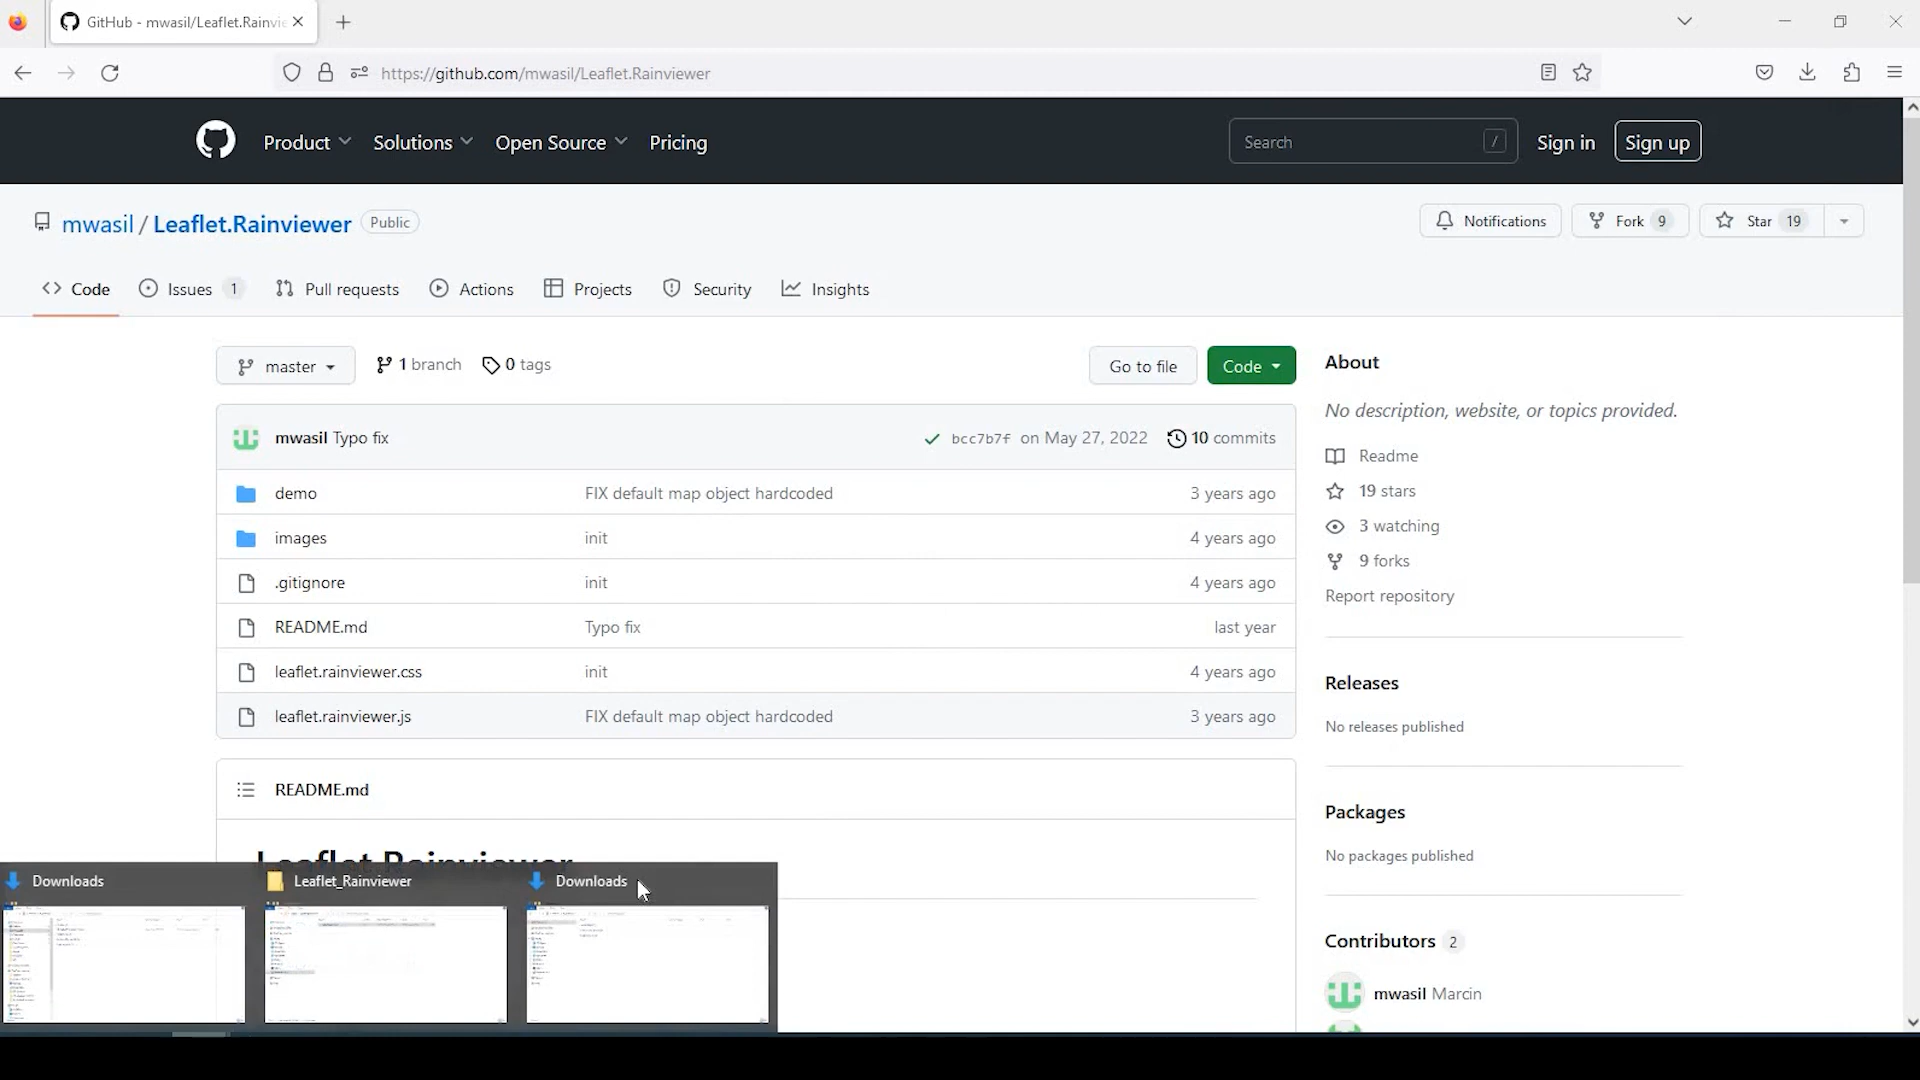 GitHub - mwasil/Leaflet.Rainvie
https://github.com/mwasil/Leaflet.Rainviewer
Product Solutions Open Source Pricing Search / Sign in Sign up
mwasil / Leaflet.Rainviewer Public Notifications Fork 9 Star 19
Code Issues 1 Pull requests Actions Projects Security Insights
master 1 branch 0 tags Go to file Code
mwasil Typo fix bcc7b7f on May 27, 2022 10 commits
demo FIX default map object hardcoded 3 years ago
images init 4 years ago
.gitignore init 4 years ago
README.md Typo fix last year
leaflet.rainviewer.css init 4 years ago
leaflet.rainviewer.js FIX default map object hardcoded 3 years ago
README.md
Leaflet.Rainviewer
About
No description, website, or topics provided.
Readme
19 stars
3 watching
9 forks
Report repository
Releases
No releases published
Packages
No packages published
Contributors 2
mwasil Marcin
Downloads Leaflet_Rainviewer Downloads